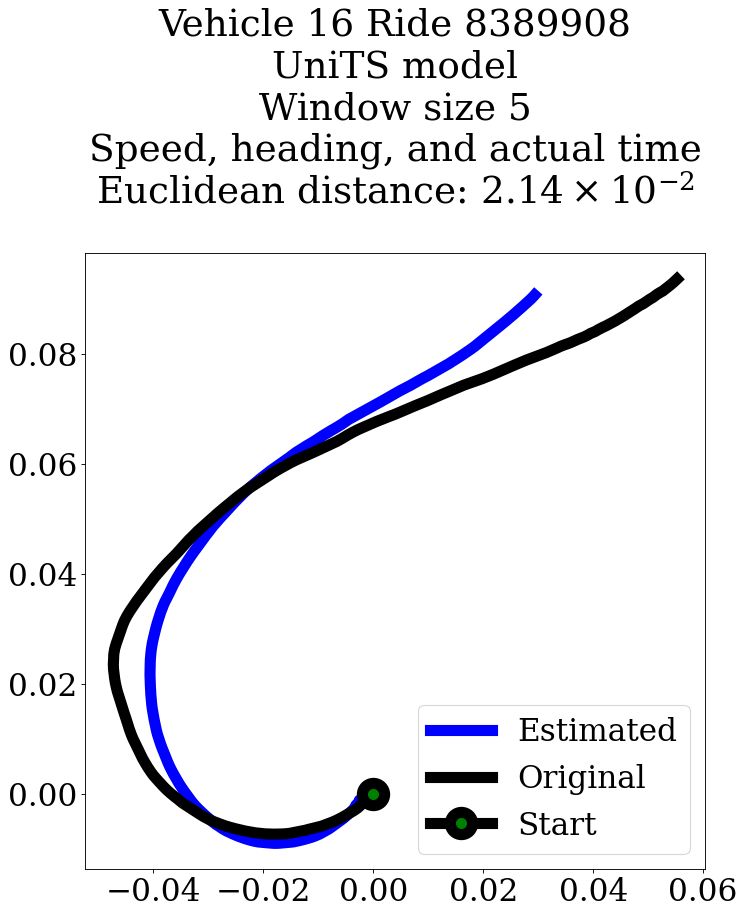 Vehicle 16 Ride 8389908
UniTS model
Window size 5
Speed, heading, and actual time
Euclidean distance: 2.14 × 10⁻²
0.08
0.06
0.04
0.02
0.00
Estimated
Original
Start
−0.04 −0.02 0.00 0.02 0.04 0.06